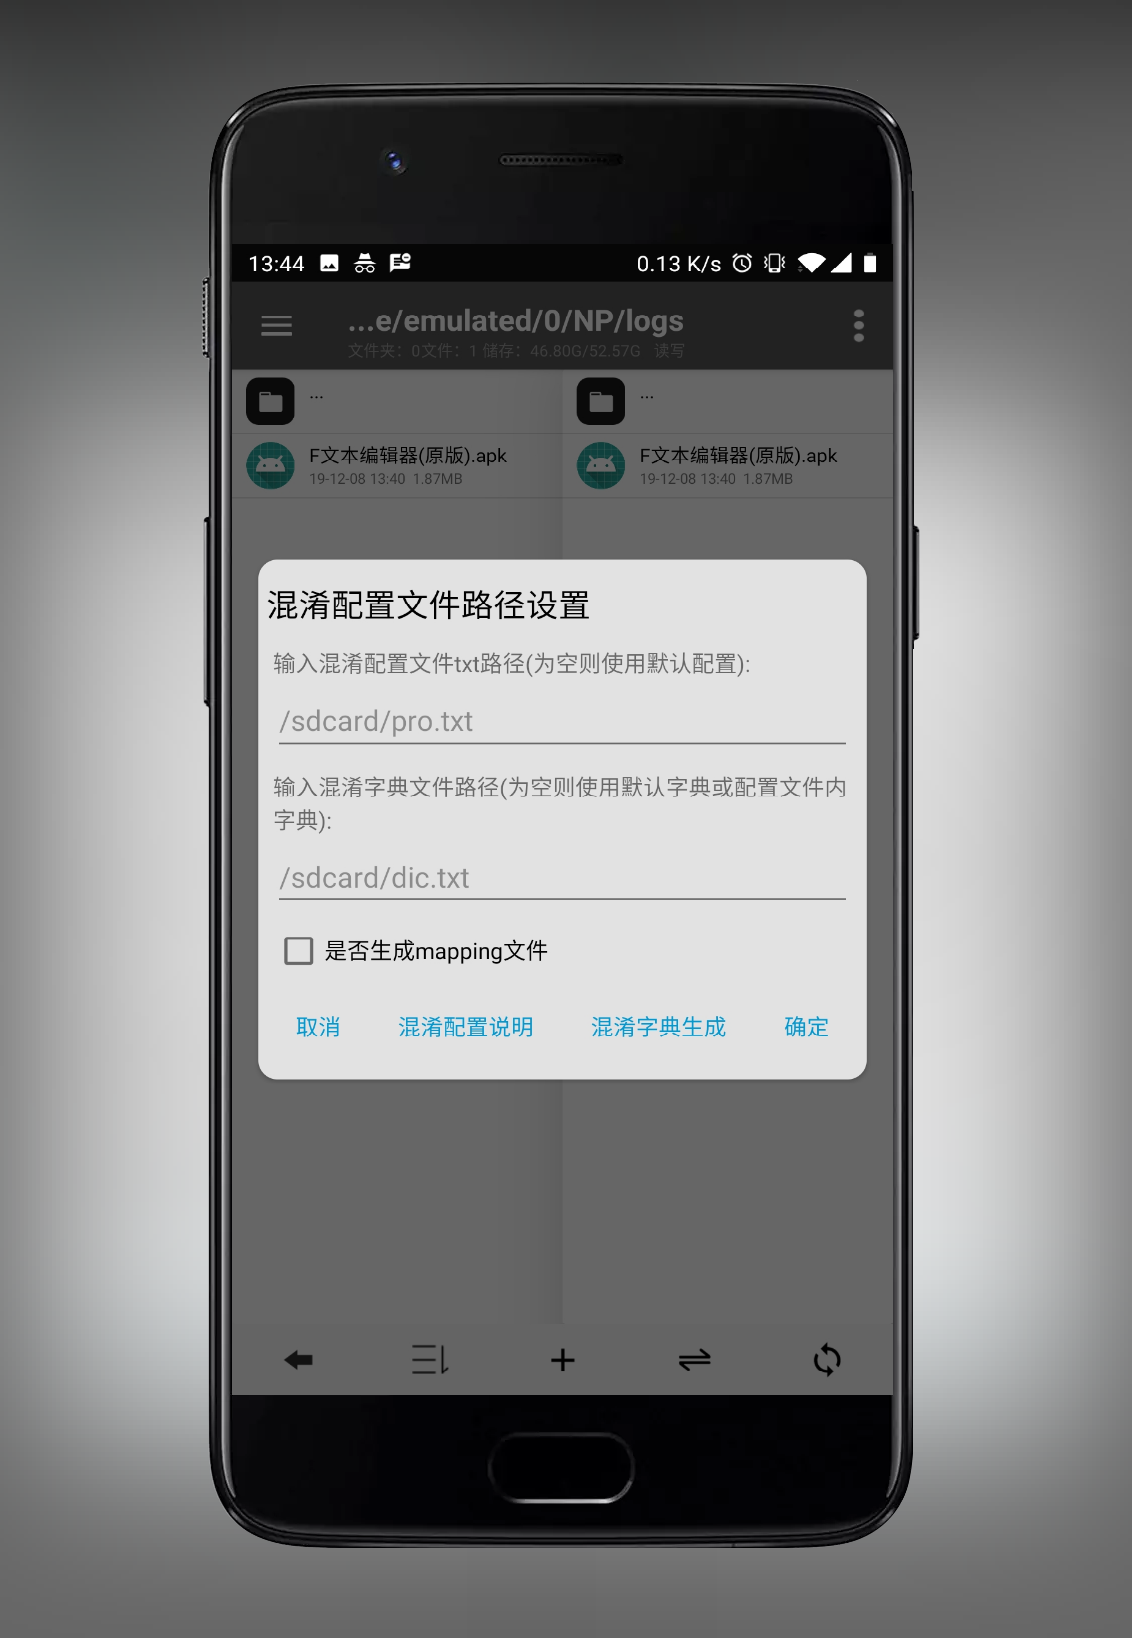 13:44
0.13 K/s
...e/emulated/0/NP/logs
文件夹：0文件：1 储存：46.80G/52.57G 读写
...
...
F文本编辑器(原版).apk
19-12-08 13:40 1.87MB
F文本编辑器(原版).apk
19-12-08 13:40 1.87MB
混淆配置文件路径设置
输入混淆配置文件txt路径(为空则使用默认配置):
/sdcard/pro.txt
输入混淆字典文件路径(为空则使用默认字典或配置文件内
字典):
/sdcard/dic.txt
是否生成mapping文件
取消
混淆配置说明
混淆字典生成
确定